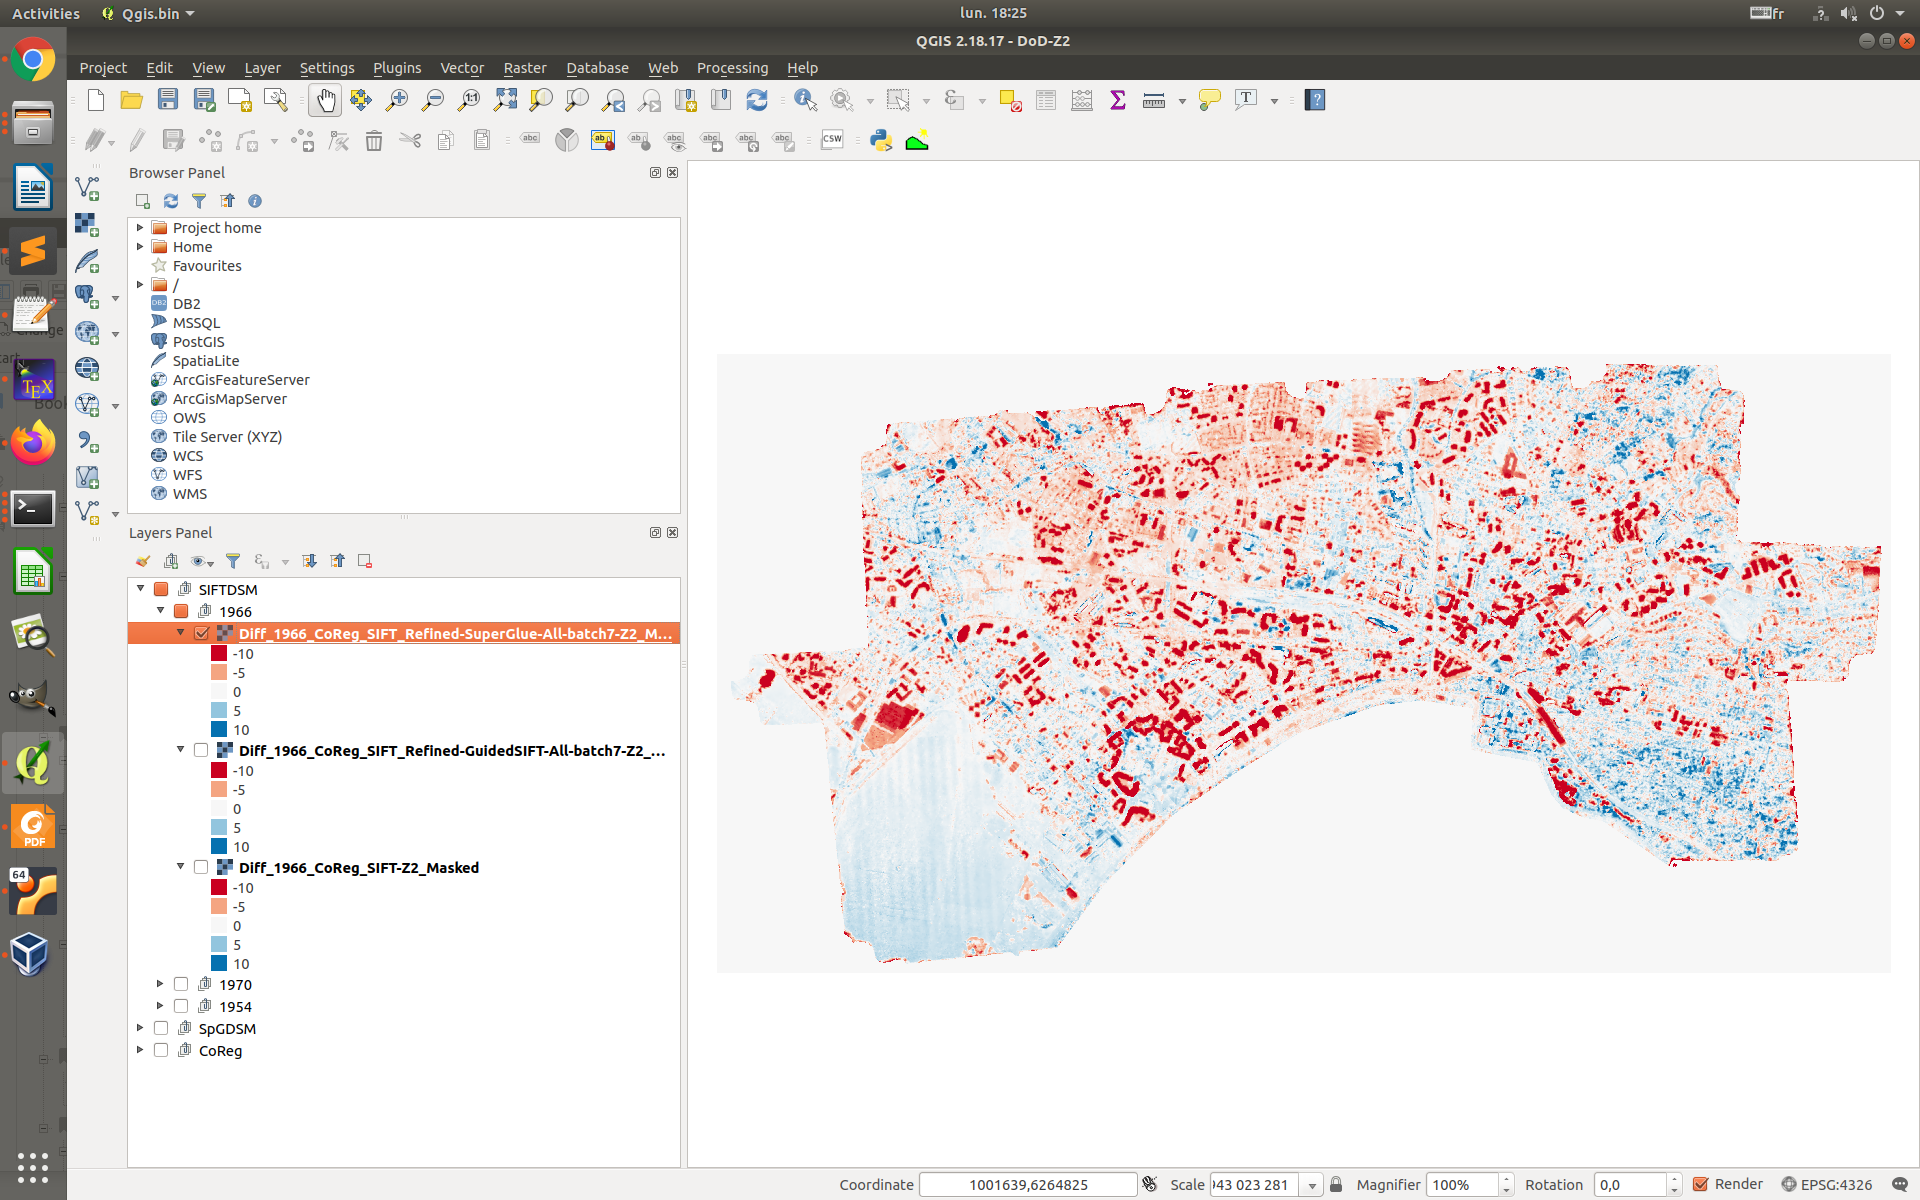 Activities
Qgis.bin
lun. 18:25
fr
QGIS 2.18.17 - DoD-Z2
Project Edit View Layer Settings Plugins Vector Raster Database Web Processing Help
Browser Panel
Project home
Home
Favourites
/
DB2
MSSQL
PostGIS
SpatiaLite
ArcGisFeatureServer
ArcGisMapServer
OWS
Tile Server (XYZ)
WCS
WFS
WMS
Layers Panel
SIFTDSM
1966
Diff_1966_CoReg_SIFT_Refined-SuperGlue-All-batch7-Z2_M...
-10
-5
0
5
10
Diff_1966_CoReg_SIFT_Refined-GuidedSIFT-All-batch7-Z2_...
-10
-5
0
5
10
Diff_1966_CoReg_SIFT-Z2_Masked
-10
-5
0
5
10
1970
1954
SpGDSM
CoReg
Coordinate 1001639,6264825 Scale 943 023 281 Magnifier 100% Rotation 0,0 Render EPSG:4326